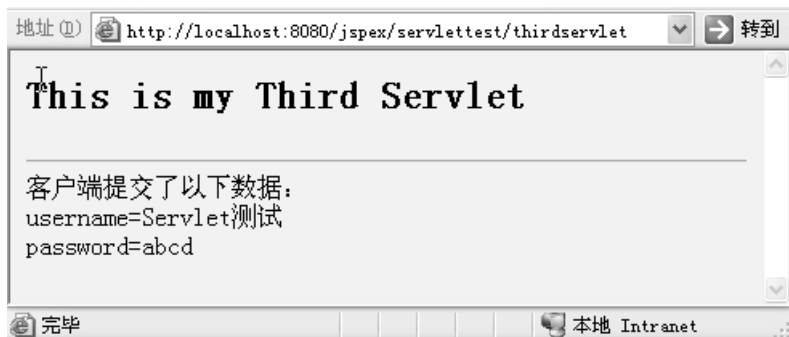 地址(D) http://localhost:8080/jspex/servlettest/thirdservlet 转到
This is my Third Servlet
客户端提交了以下数据:
username=Servlet测试
password=abcd
完毕 本地 Intranet